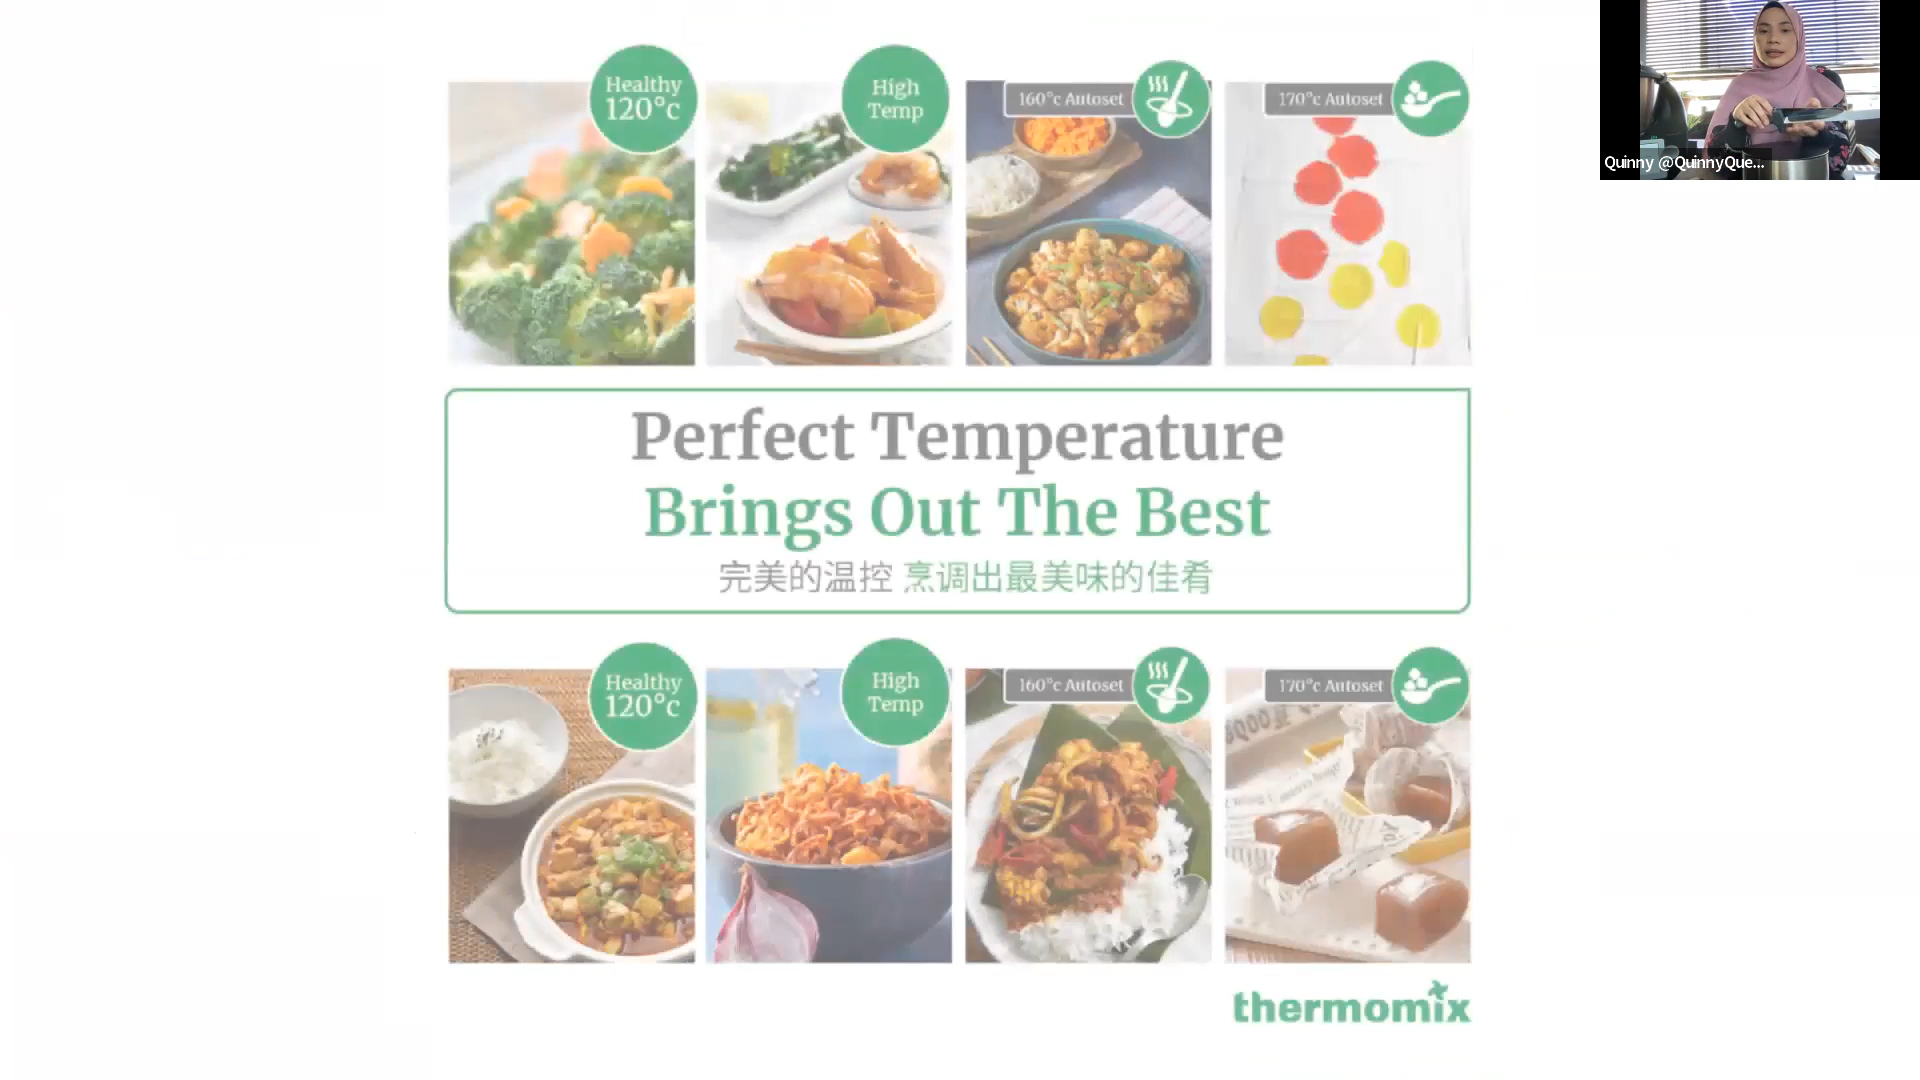 Healthy
120°c
High
Temp
160°c Autoset
170°c Autoset
Quinny @QuinnyQue...
Perfect Temperature
Brings Out The Best
完美的温控 烹调出最美味的佳肴
Healthy
120°c
High
Temp
160°c Autoset
170°c Autoset
thermomix